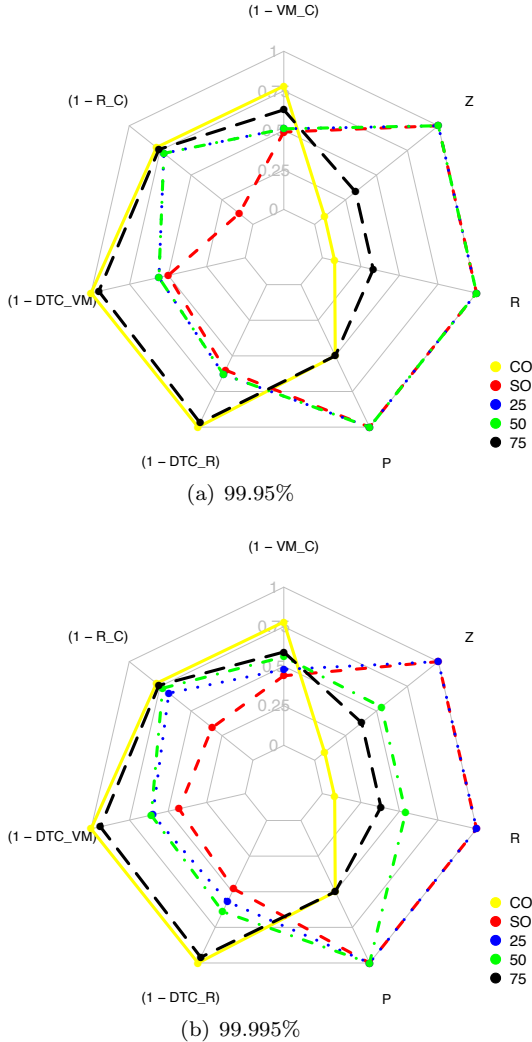 (1 − VM_C)
1
0.75
0.5
0.25
0
(1 − R_C)
Z
(1 − DTC_VM)
R
(1 − DTC_R)
P
CO
SO
25
50
75
(a) 99.95%
(1 − VM_C)
1
0.75
0.5
0.25
0
(1 − R_C)
Z
(1 − DTC_VM)
R
(1 − DTC_R)
P
CO
SO
25
50
75
(b) 99.995%